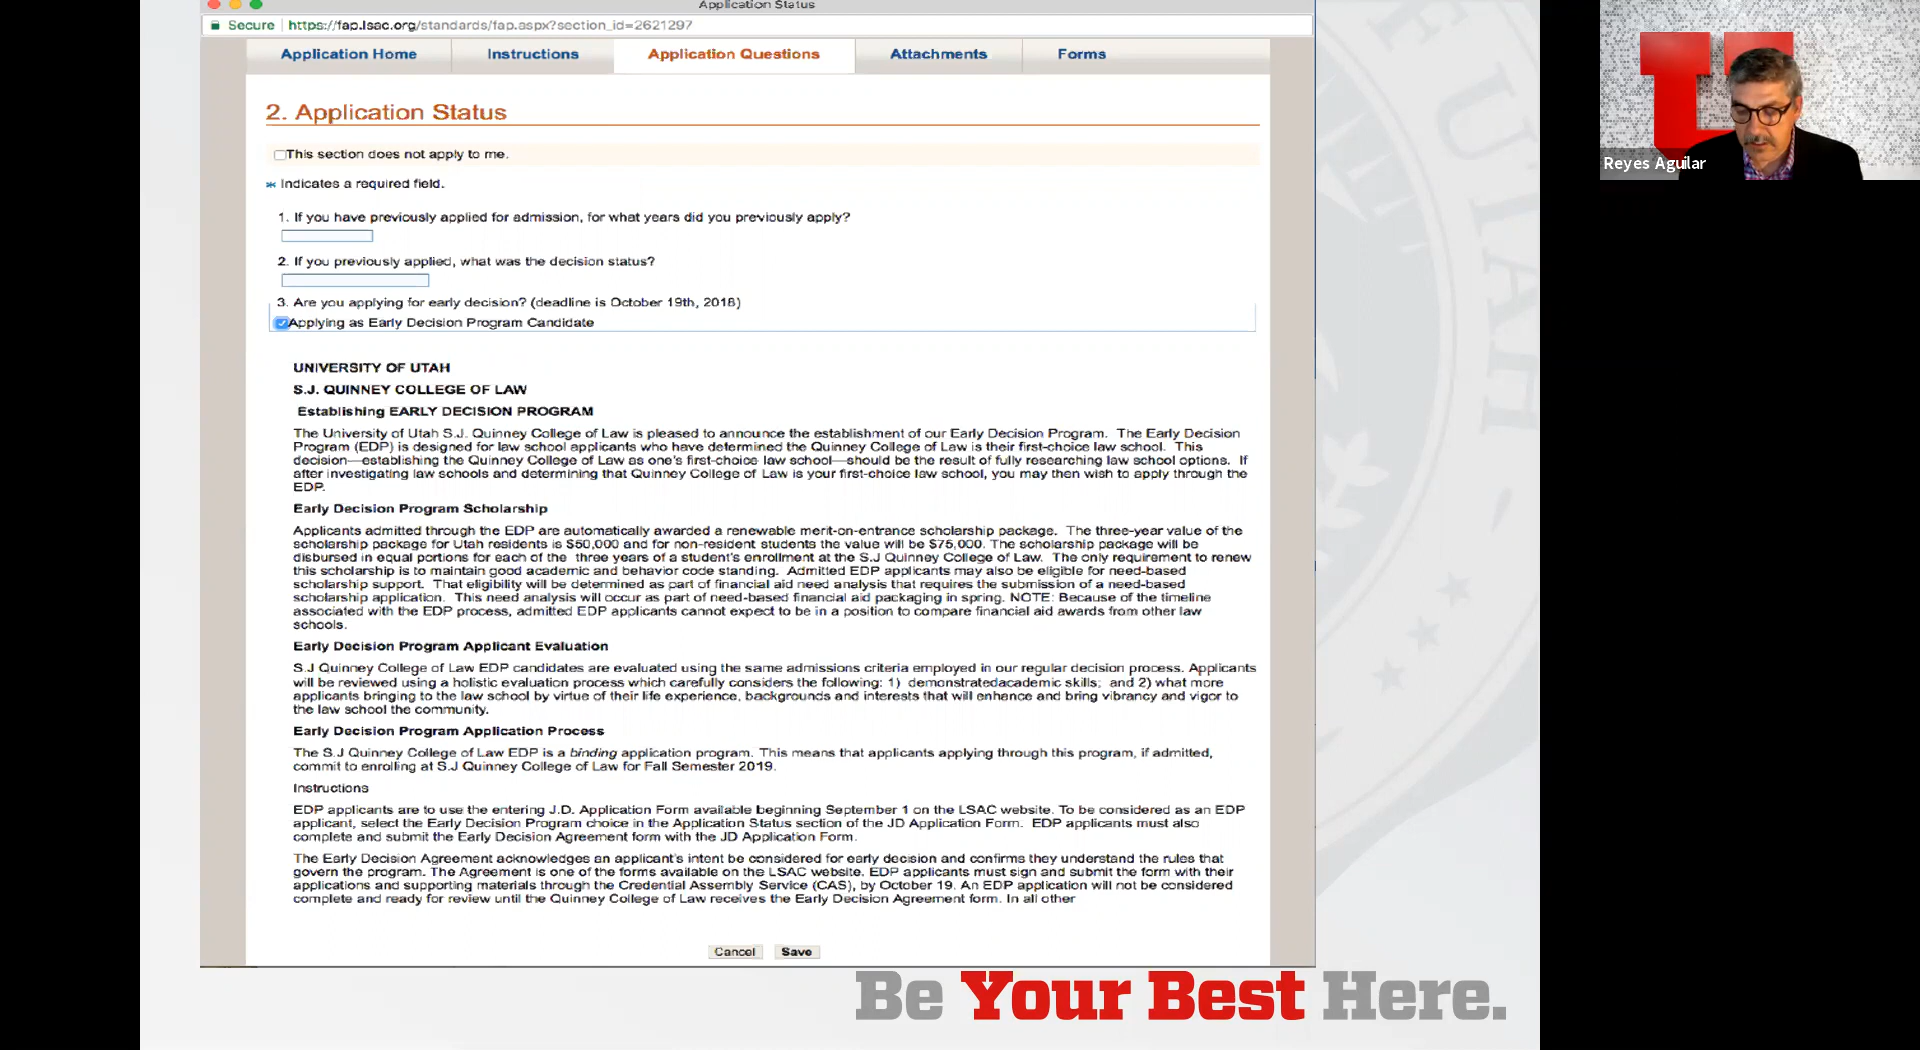 Application Status
Secure | https://fap.lsac.org/standards/fap.aspx?section_id=2621297
Application Home Instructions Application Questions Attachments Forms
2. Application Status
This section does not apply to me.
* Indicates a required field.
1. If you have previously applied for admission, for what years did you previously apply?
2. If you previously applied, what was the decision status?
3. Are you applying for early decision? (deadline is October 19th, 2018)
Applying as Early Decision Program Candidate
UNIVERSITY OF UTAH
S.J. QUINNEY COLLEGE OF LAW
Establishing EARLY DECISION PROGRAM
The University of Utah S.J. Quinney College of Law is pleased to announce the establishment of our Early Decision Program. The Early Decision
Program (EDP) is designed for law school applicants who have determined the Quinney College of Law is their first-choice law school. This
decision—establishing the Quinney College of Law as one's first-choice law school—should be the result of fully researching law school options. If
after investigating law schools and determining that Quinney College of Law is your first-choice law school, you may then wish to apply through the
EDP.
Early Decision Program Scholarship
Applicants admitted through the EDP are automatically awarded a renewable merit-on-entrance scholarship package. The three-year value of the
scholarship package for Utah residents is $50,000 and for non-resident students the value will be $75,000. The scholarship package will be
disbursed in equal portions for each of the three years of a student's enrollment at the S.J Quinney College of Law. The only requirement to renew
this scholarship is to maintain good academic and behavior code standing. Admitted EDP applicants may also be eligible for need-based
scholarship support. That eligibility will be determined as part of financial aid need analysis that requires the submission of a need-based
scholarship application. This need analysis will occur as part of need-based financial aid packaging in spring. NOTE: Because of the timeline
associated with the EDP process, admitted EDP applicants cannot expect to be in a position to compare financial aid awards from other law
schools.
Early Decision Program Applicant Evaluation
S.J Quinney College of Law EDP candidates are evaluated using the same admissions criteria employed in our regular decision process. Applicants
will be reviewed using a holistic evaluation process which carefully considers the following: 1) demonstratedacademic skills; and 2) what more
applicants bringing to the law school by virtue of their life experience, backgrounds and interests that will enhance and bring vibrancy and vigor to
the law school the community.
Early Decision Program Application Process
The S.J Quinney College of Law EDP is a binding application program. This means that applicants applying through this program, if admitted,
commit to enrolling at S.J Quinney College of Law for Fall Semester 2019.
Instructions
EDP applicants are to use the entering J.D. Application Form available beginning September 1 on the LSAC website. To be considered as an EDP
applicant, select the Early Decision Program choice in the Application Status section of the JD Application Form. EDP applicants must also
complete and submit the Early Decision Agreement form with the JD Application Form.
The Early Decision Agreement acknowledges an applicant's intent be considered for early decision and confirms they understand the rules that
govern the program. The Agreement is one of the forms available on the LSAC website. EDP applicants must sign and submit the form with their
applications and supporting materials through the Credential Assembly Service (CAS), by October 19. An EDP application will not be considered
complete and ready for review until the Quinney College of Law receives the Early Decision Agreement form. In all other
Cancel Save
Be Your Best Here.
Reyes Aguilar